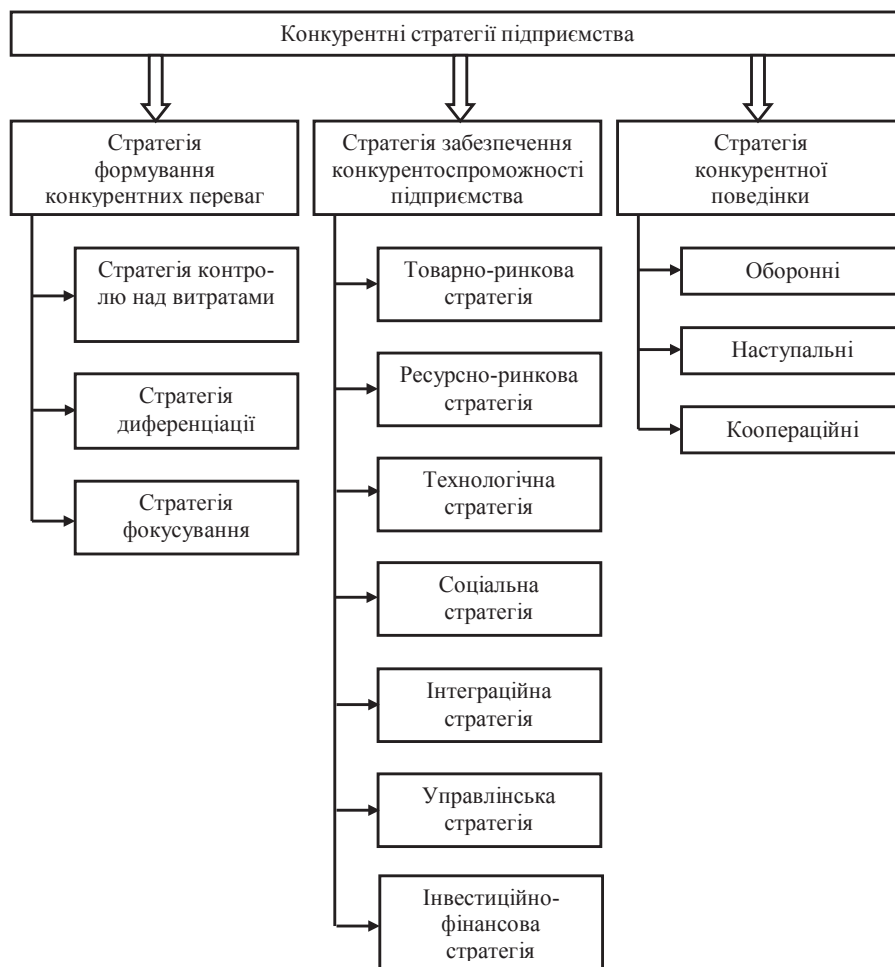 Конкурентні стратегії підприємства
Стратегія
формування
конкурентних переваг
Стратегія контро-
лю над витратами
Стратегія
диференціації
Стратегія
фокусування
Стратегія забезпечення
конкурентоспроможності
підприємства
Товарно-ринкова
стратегія
Ресурсно-ринкова
стратегія
Технологічна
стратегія
Соціальна
стратегія
Інтеграційна
стратегія
Управлінська
стратегія
Інвестиційно-
фінансова
стратегія
Стратегія
конкурентної
поведінки
Оборонні
Наступальні
Коопераційні